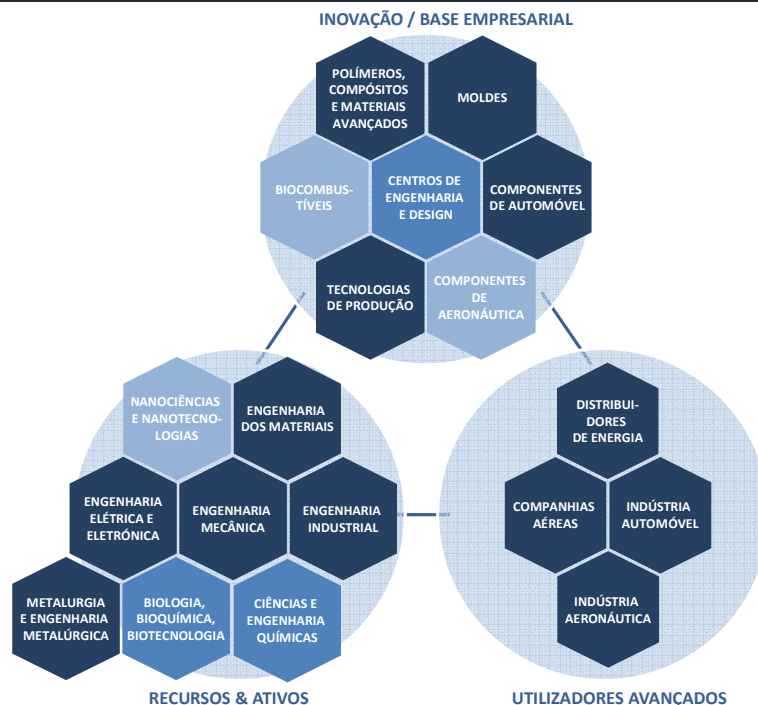 INOVAÇÃO / BASE EMPRESARIAL
POLÍMEROS,
COMPÓSITOS
E MATERIAIS
AVANÇADOS
MOLDES
BIOCOMBUS-
TÍVEIS
CENTROS DE
ENGENHARIA
E DESIGN
COMPONENTES
DE AUTOMÓVEL
TECNOLOGIAS
DE PRODUÇÃO
COMPONENTES
DE
AERONÁUTICA
NANOCIÊNCIAS
E NANOTECNO-
LOGIAS
ENGENHARIA
DOS MATERIAIS
ENGENHARIA
ELÉTRICA E
ELETRÓNICA
ENGENHARIA
MECÂNICA
ENGENHARIA
INDUSTRIAL
METALURGIA
E ENGENHARIA
METALÚRGICA
BIOLOGIA,
BIOQUÍMICA,
BIOTECNOLOGIA
CIÊNCIAS E
ENGENHARIA
QUÍMICAS
RECURSOS & ATIVOS
DISTRIBUI-
DORES
DE ENERGIA
COMPANHIAS
AÉREAS
INDÚSTRIA
AUTOMÓVEL
INDÚSTRIA
AERONÁUTICA
UTILIZADORES AVANÇADOS